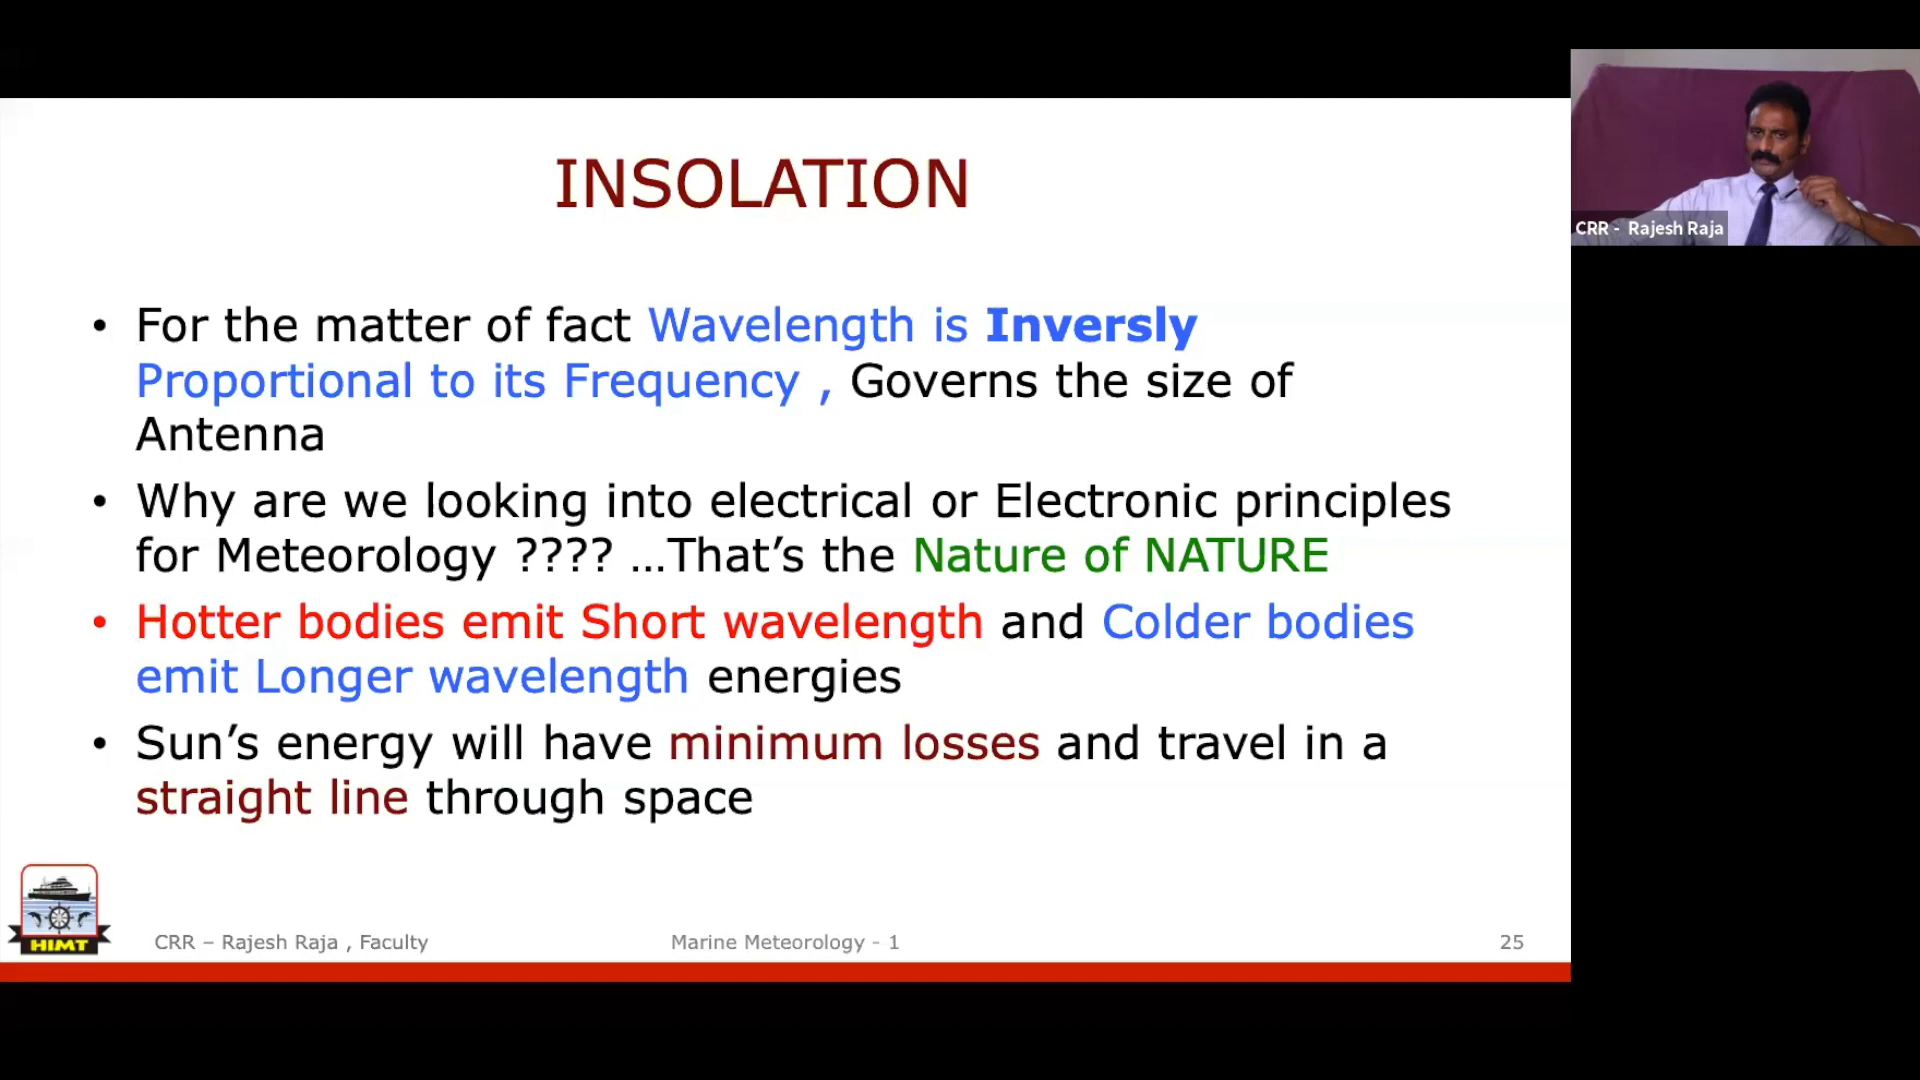 INSOLATION
CRR - Rajesh Raja
• For the matter of fact Wavelength is Inversly
Proportional to its Frequency , Governs the size of
Antenna
• Why are we looking into electrical or Electronic principles
for Meteorology ???? ...That's the Nature of NATURE
• Hotter bodies emit Short wavelength and Colder bodies
emit Longer wavelength energies
• Sun's energy will have minimum losses and travel in a
straight line through space
HIMT
CRR – Rajesh Raja , Faculty
Marine Meteorology - 1
25